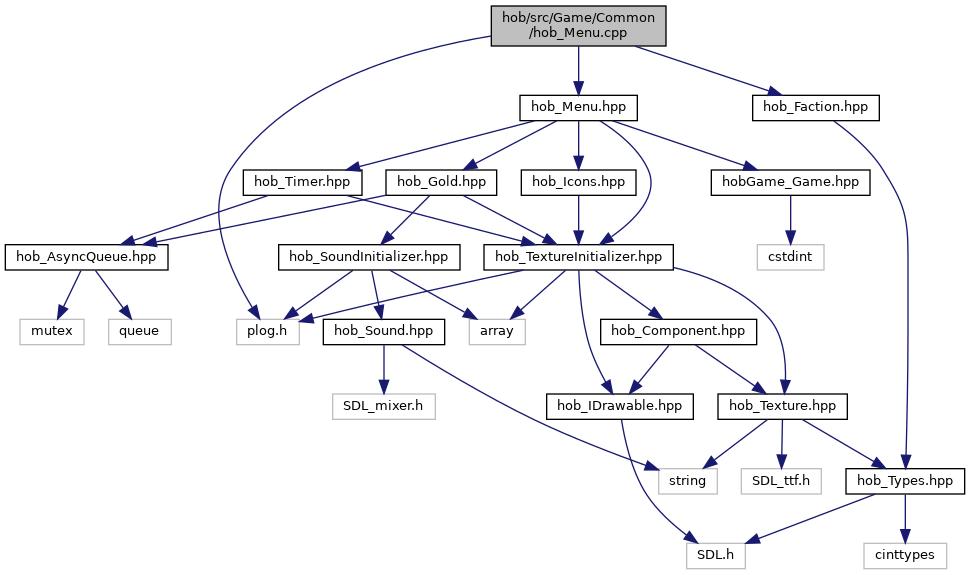 hob/src/Game/Common
/hob_Menu.cpp
hob_Menu.hpp
hob_Faction.hpp
hob_Timer.hpp
hob_Gold.hpp
hob_Icons.hpp
hobGame_Game.hpp
hob_AsyncQueue.hpp
hob_SoundInitializer.hpp
hob_TextureInitializer.hpp
cstdint
mutex
queue
plog.h
hob_Sound.hpp
array
hob_Component.hpp
SDL_mixer.h
hob_IDrawable.hpp
hob_Texture.hpp
string
SDL_ttf.h
hob_Types.hpp
SDL.h
cinttypes